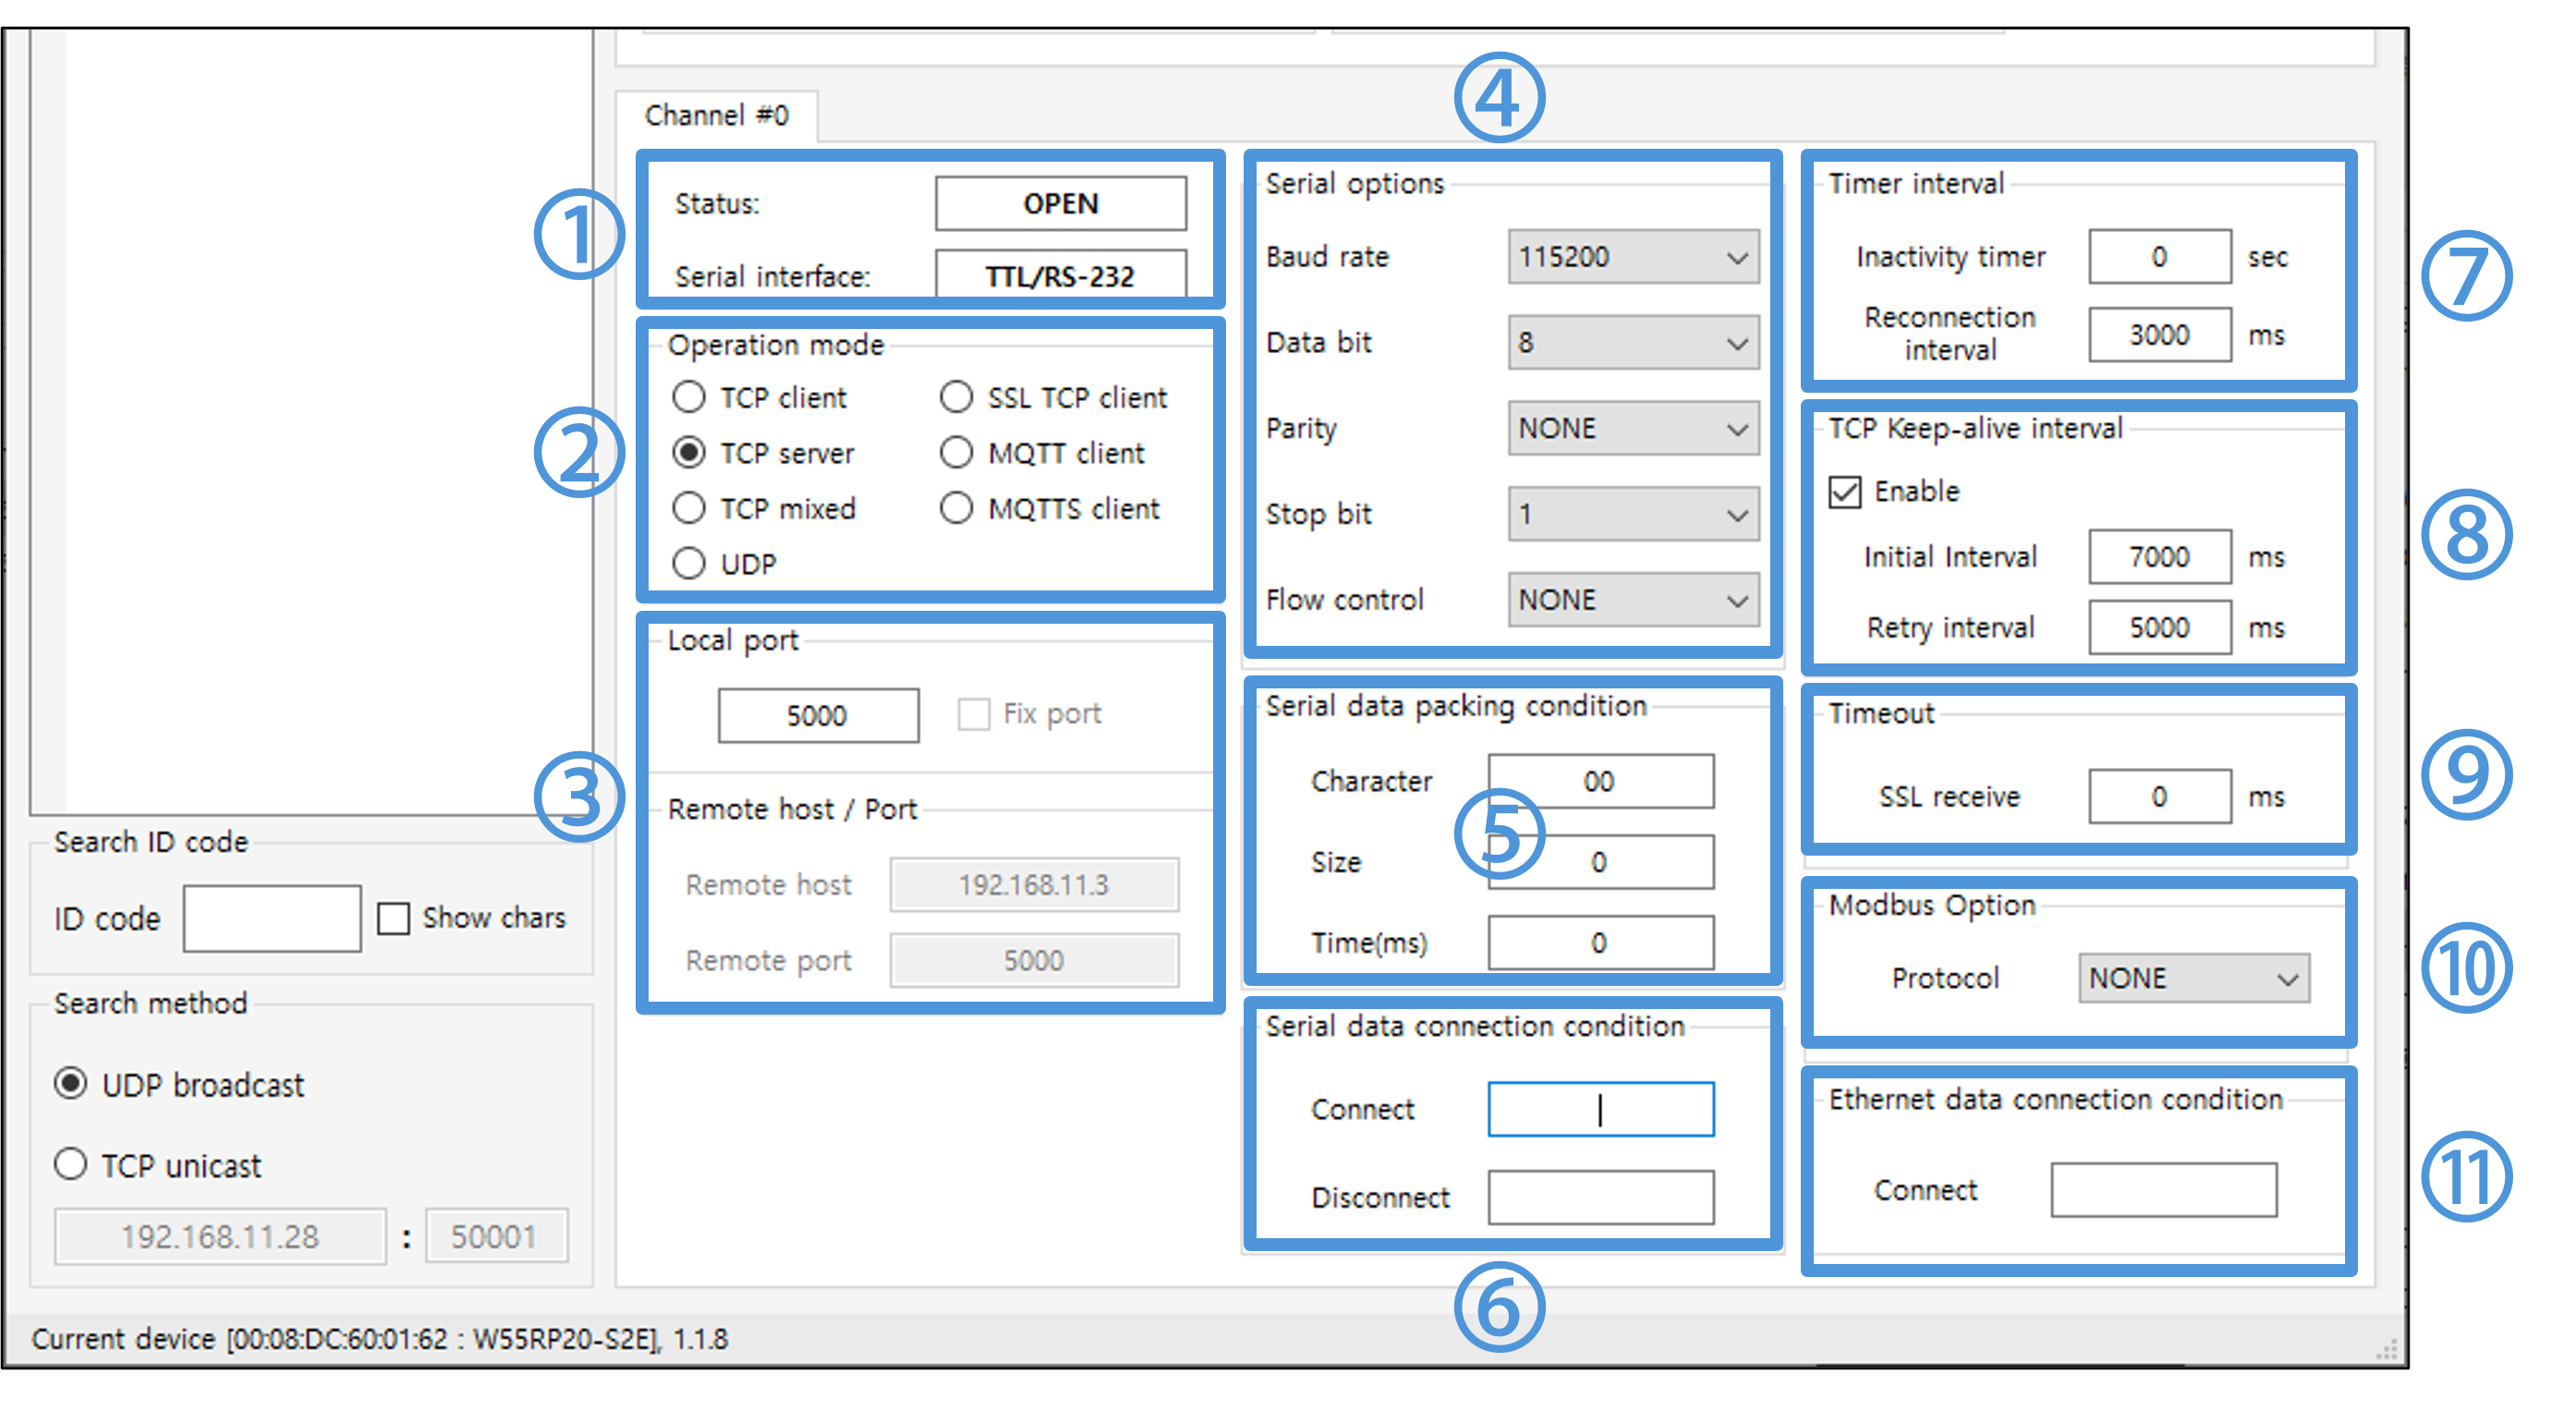 Channel #0
①
Status: OPEN
Serial interface: TTL/RS-232
②
Operation mode
TCP client SSL TCP client
TCP server MQTT client
TCP mixed MQTTS client
UDP
③
Local port
5000 Fix port
Remote host / Port
Remote host 192.168.11.3
Remote port 5000
④
Serial options
Baud rate 115200
Data bit 8
Parity NONE
Stop bit 1
Flow control NONE
⑤
Serial data packing condition
Character 00
Size 0
Time(ms) 0
Serial data connection condition
Connect
Disconnect
⑥
Timer interval
Inactivity timer 0 sec
Reconnection
interval 3000 ms
⑦
TCP Keep-alive interval
Enable
Initial Interval 7000 ms
Retry interval 5000 ms
⑧
Timeout
SSL receive 0 ms
⑨
Modbus Option
Protocol NONE
⑩
Ethernet data connection condition
Connect
⑪
Search ID code
ID code Show chars
Search method
UDP broadcast
TCP unicast
192.168.11.28 : 50001
Current device [00:08:DC:60:01:62 : W55RP20-S2E], 1.1.8